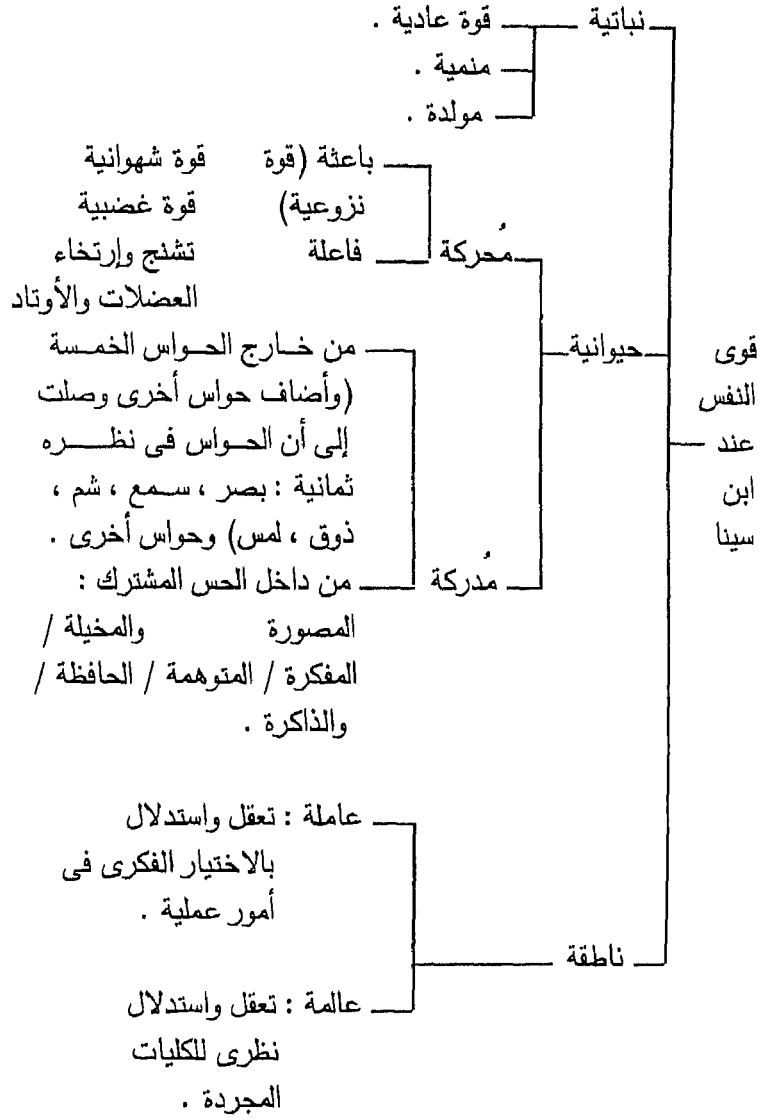 نباتية قوة عادية .
منمية .
مولدة .
باعثة (قوة قوة شهوانية
نزوعية) قوة غضبية
مُحركة فاعلة تشنج وإرتخاء
العضلات والأوتاد
قوى
النفس
عند
ابن
سينا
حيوانية
من خارج الحواس الخمسة
(وأضاف حواس أخرى وصلت
إلى أن الحواس فى نظره
ثمانية : بصر ، سمع ، شم ،
ذوق ، لمس) وحواس أخرى .
مُدركة من داخل الحس المشترك :
المصورة والمخيلة /
المفكرة / المتوهمة / الحافظة /
والذاكرة .
عاملة : تعقل واستدلال
بالاختيار الفكرى فى
أمور عملية .
ناطقة
عالمة : تعقل واستدلال
نظرى للكليات
المجردة .